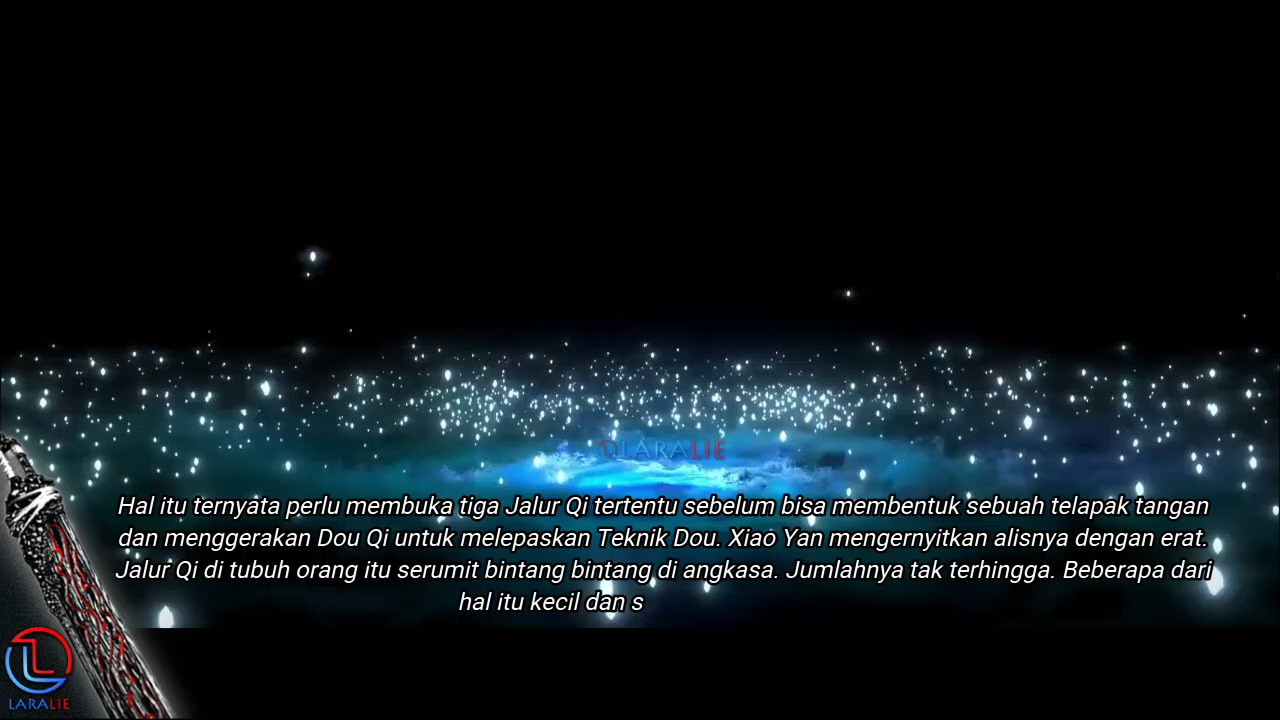 DLARALIE
Hal itu ternyata perlu membuka tiga Jalur Qi tertentu sebelum bisa membentuk sebuah telapak tangan
dan menggerakan Dou Qi untuk melepaskan Teknik Dou. Xiao Yan mengernyitkan alisnya dengan erat.
Jalur Qi di tubuh orang itu serumit bintang bintang di angkasa. Jumlahnya tak terhingga. Beberapa dari
hal itu kecil dan s
LARALIE